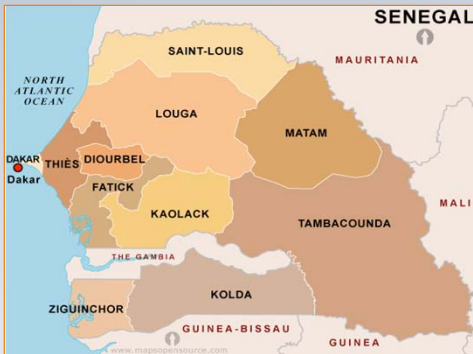 SENEGAL
SAINT-LOUIS
MAURITANIA
NORTH
ATLANTIC
OCEAN
LOUGA
MATAM
DAKAR
THIÈS
DIOURBEL
Dakar
FATICK
KAOLACK
MALI
TAMBACOUNDA
THE GAMBIA
KOLDA
ZIGUINCHOR
GUINEA-BISSAU
GUINEA
www.mapsopensource.com